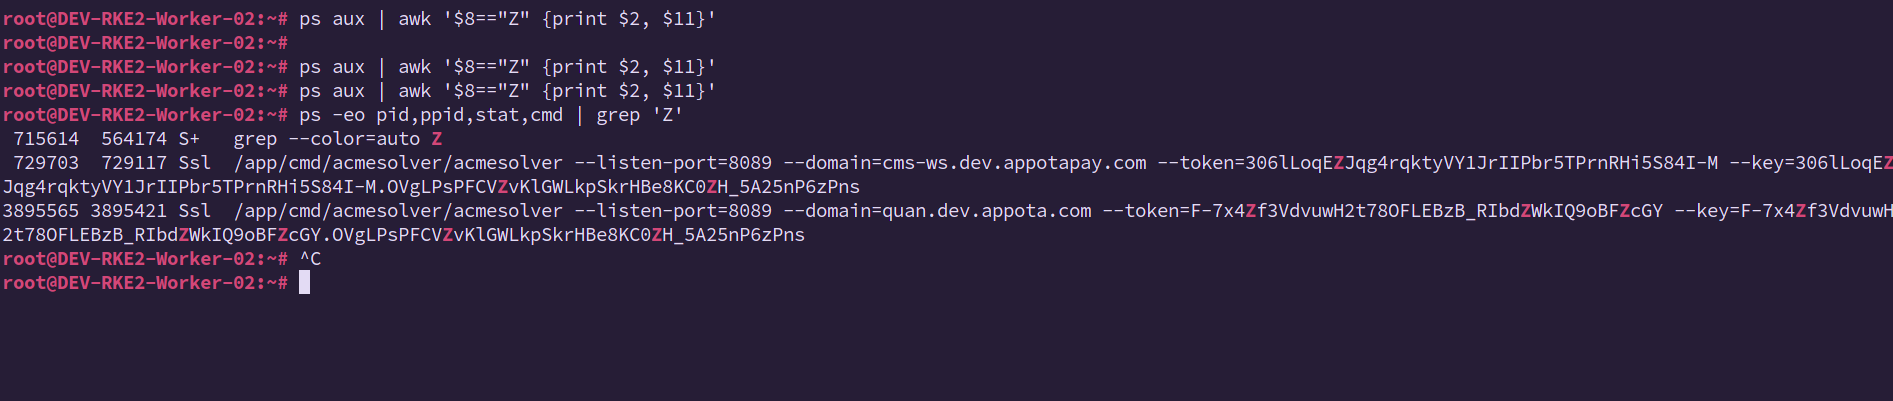 root@DEV-RKE2-Worker-02:~# ps aux | awk '$8=="Z" {print $2, $11}'
root@DEV-RKE2-Worker-02:~#
root@DEV-RKE2-Worker-02:~# ps aux | awk '$8=="Z" {print $2, $11}'
root@DEV-RKE2-Worker-02:~# ps aux | awk '$8=="Z" {print $2, $11}'
root@DEV-RKE2-Worker-02:~# ps -eo pid,ppid,stat,cmd | grep 'Z'
 715614  564174 S+   grep --color=auto Z
 729703  729117 Ssl  /app/cmd/acmesolver/acmesolver --listen-port=8089 --domain=cms-ws.dev.appotapay.com --token=306lLoqEZJqg4rqktyVY1JrIIPbr5TPrnRHi5S84I-M --key=306lLoqEZ
Jqg4rqktyVY1JrIIPbr5TPrnRHi5S84I-M.OVgLPsPFCVZvKlGWLkpSkrHBe8KC0ZH_5A25nP6zPns
3895565 3895421 Ssl  /app/cmd/acmesolver/acmesolver --listen-port=8089 --domain=quan.dev.appota.com --token=F-7x4Zf3VdvuwH2t78OFLEBzB_RIbdZWkIQ9oBFZcGY --key=F-7x4Zf3VdvuwH
2t78OFLEBzB_RIbdZWkIQ9oBFZcGY.OVgLPsPFCVZvKlGWLkpSkrHBe8KC0ZH_5A25nP6zPns
root@DEV-RKE2-Worker-02:~# ^C
root@DEV-RKE2-Worker-02:~#